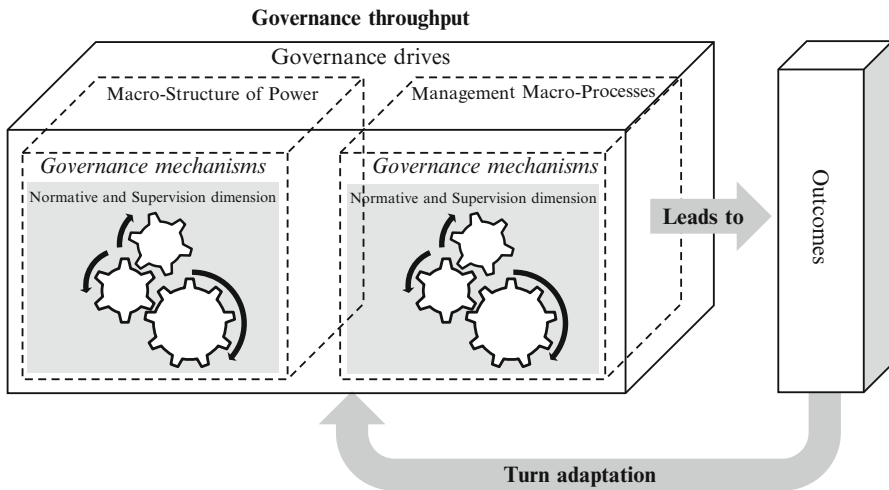 Governance throughput
Governance drives
Macro-Structure of Power
Management Macro-Processes
Governance mechanisms
Governance mechanisms
Normative and Supervision dimension
Normative and Supervision dimension
Leads to
Outcomes
Turn adaptation